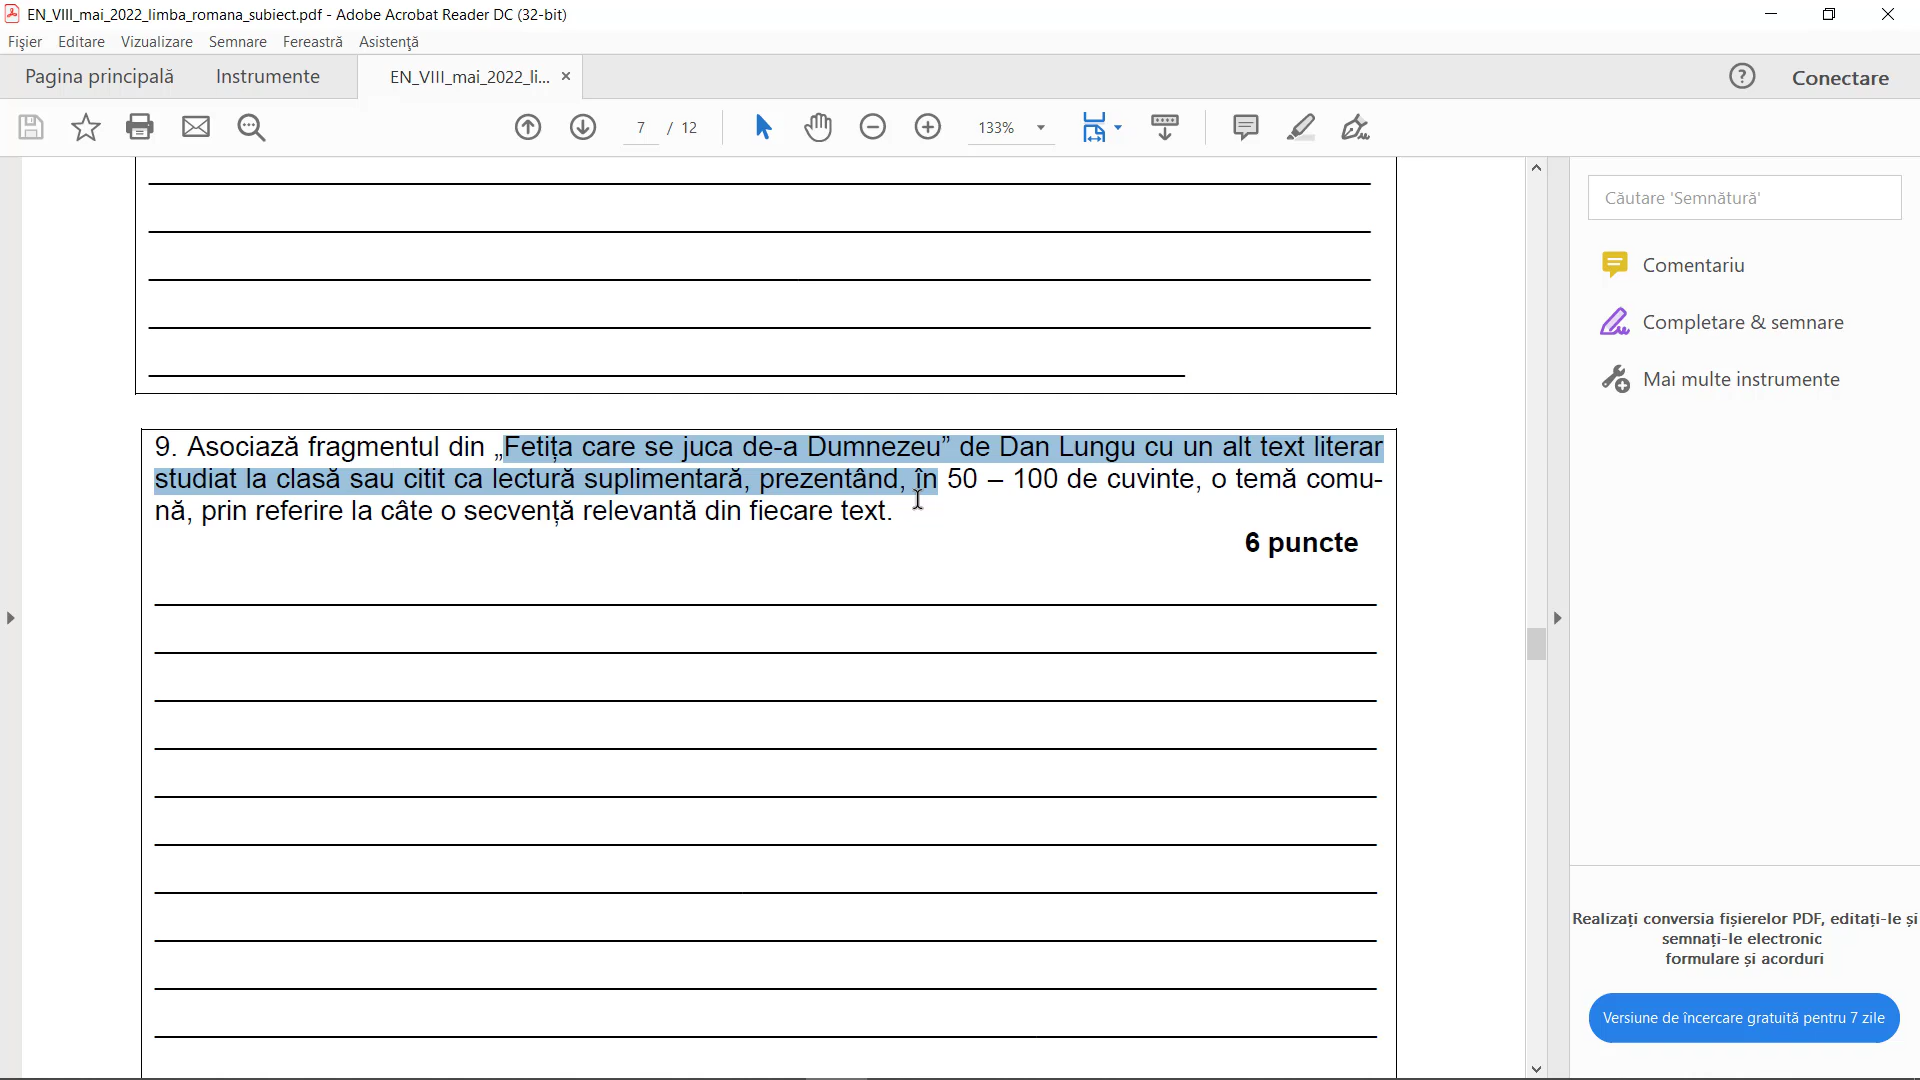 EN_VIII_mai_2022_limba_romana_subiect.pdf - Adobe Acrobat Reader DC (32-bit)
Fișier Editare Vizualizare Semnare Fereastră Asistență
Pagina principală Instrumente EN_VIII_mai_2022_li... × Conectare
7 / 12 133%
Căutare 'Semnătură'
Comentariu
Completare & semnare
Mai multe instrumente
9. Asociază fragmentul din „Fetița care se juca de-a Dumnezeu” de Dan Lungu cu un alt text literar
studiat la clasă sau citit ca lectură suplimentară, prezentând, în 50 – 100 de cuvinte, o temă comu-
nă, prin referire la câte o secvență relevantă din fiecare text.
6 puncte
Realizați conversia fișierelor PDF, editați-le și
semnați-le electronic
formulare și acorduri
Versiune de încercare gratuită pentru 7 zile